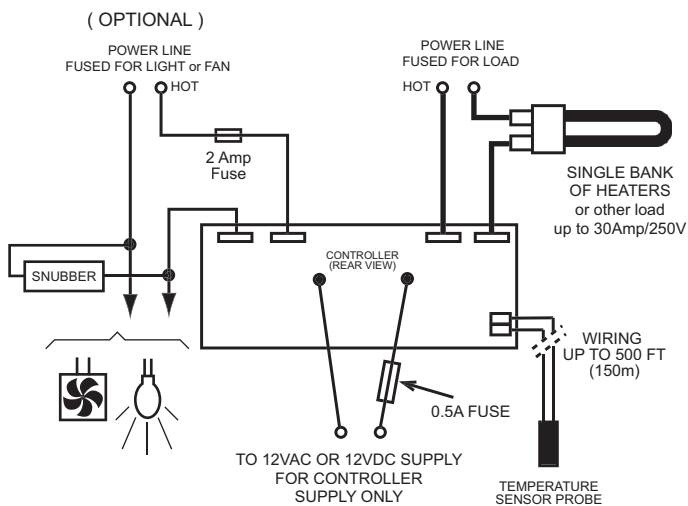 ( OPTIONAL )
POWER LINE
FUSED FOR LIGHT or FAN
HOT
2 Amp
Fuse
POWER LINE
FUSED FOR LOAD
HOT
SINGLE BANK
OF HEATERS
or other load
up to 30Amp/250V
CONTROLLER
(REAR VIEW)
SNUBBER
WIRING
UP TO 500 FT
(150m)
0.5A FUSE
TO 12VAC OR 12VDC SUPPLY
FOR CONTROLLER
SUPPLY ONLY
TEMPERATURE
SENSOR PROBE